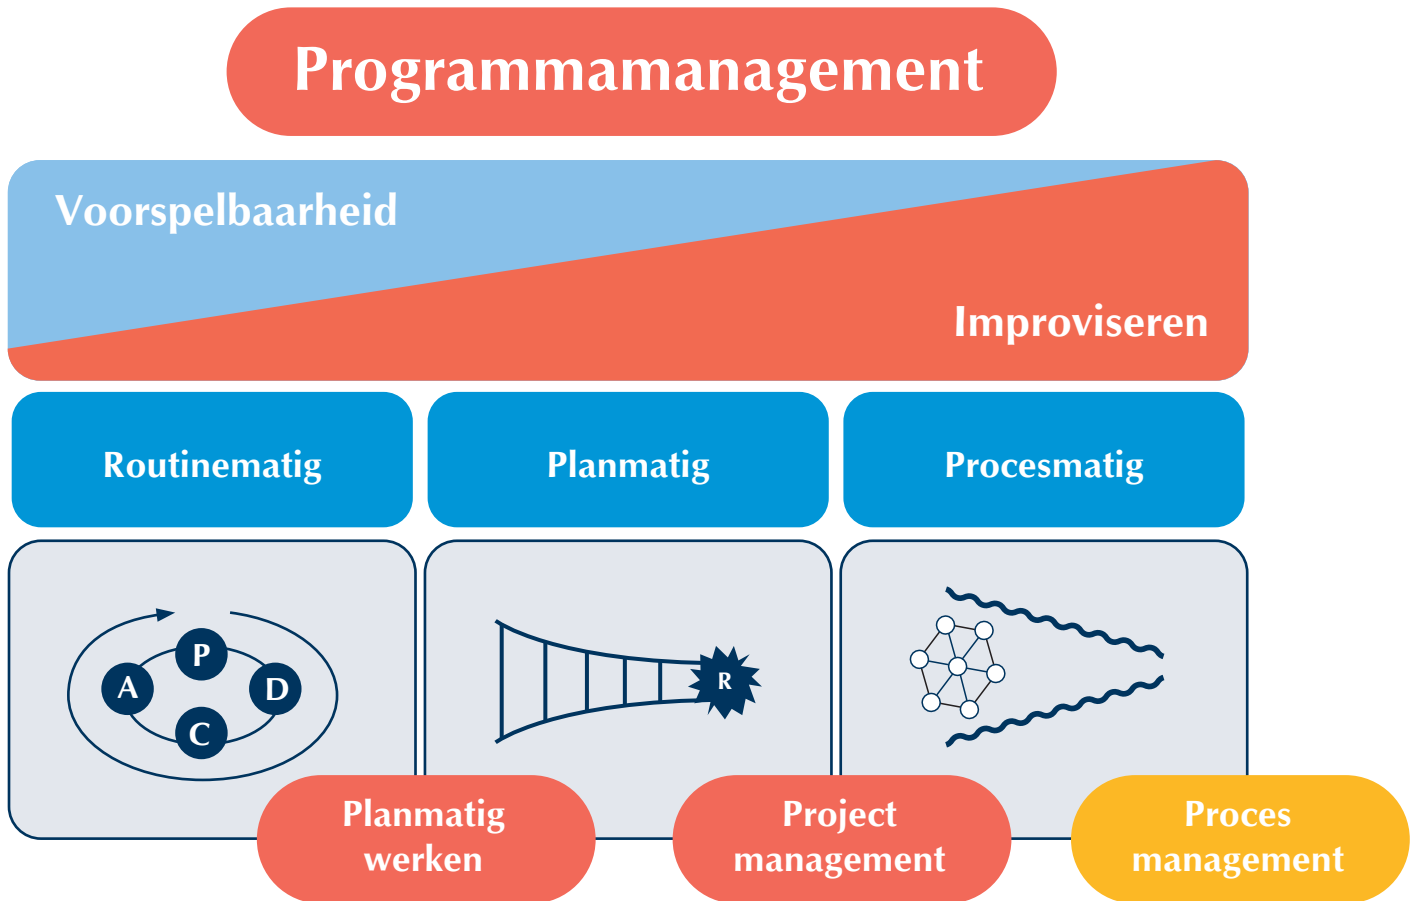 Programmamanagement
Voorspelbaarheid
Improviseren
Routinematig
Planmatig
Procesmatig
P
A
D
C
R
Planmatig
werken
Project
management
Proces
management